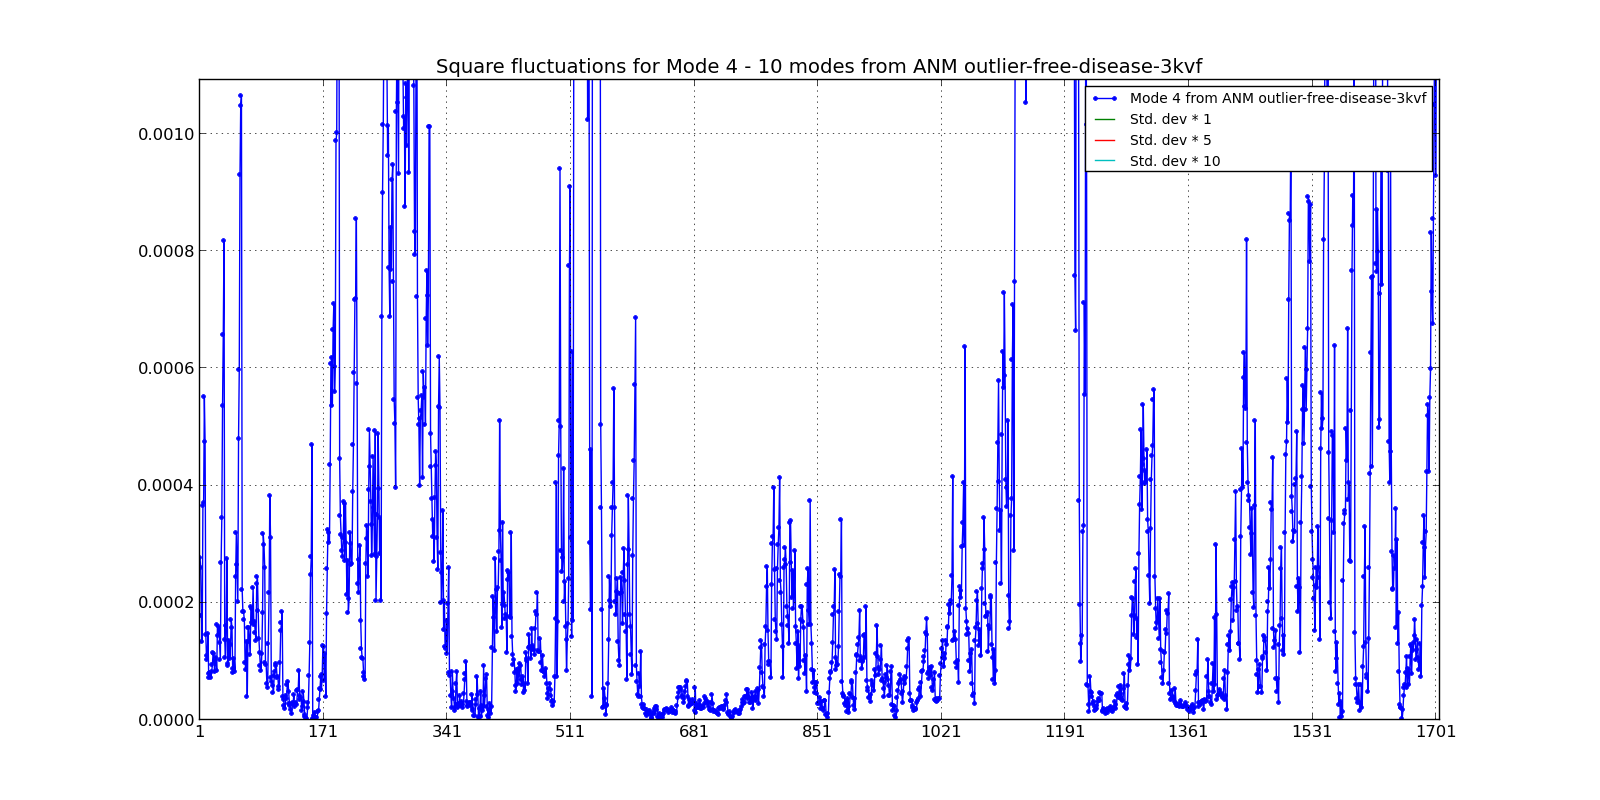 Square fluctuations for Mode 4 - 10 modes from ANM outlier-free-disease-3kvf
Mode 4 from ANM outlier-free-disease-3kvf
Std. dev * 1
Std. dev * 5
Std. dev * 10
0.0010
0.0008
0.0006
0.0004
0.0002
0.0000
1 171 341 511 681 851 1021 1191 1361 1531 1701